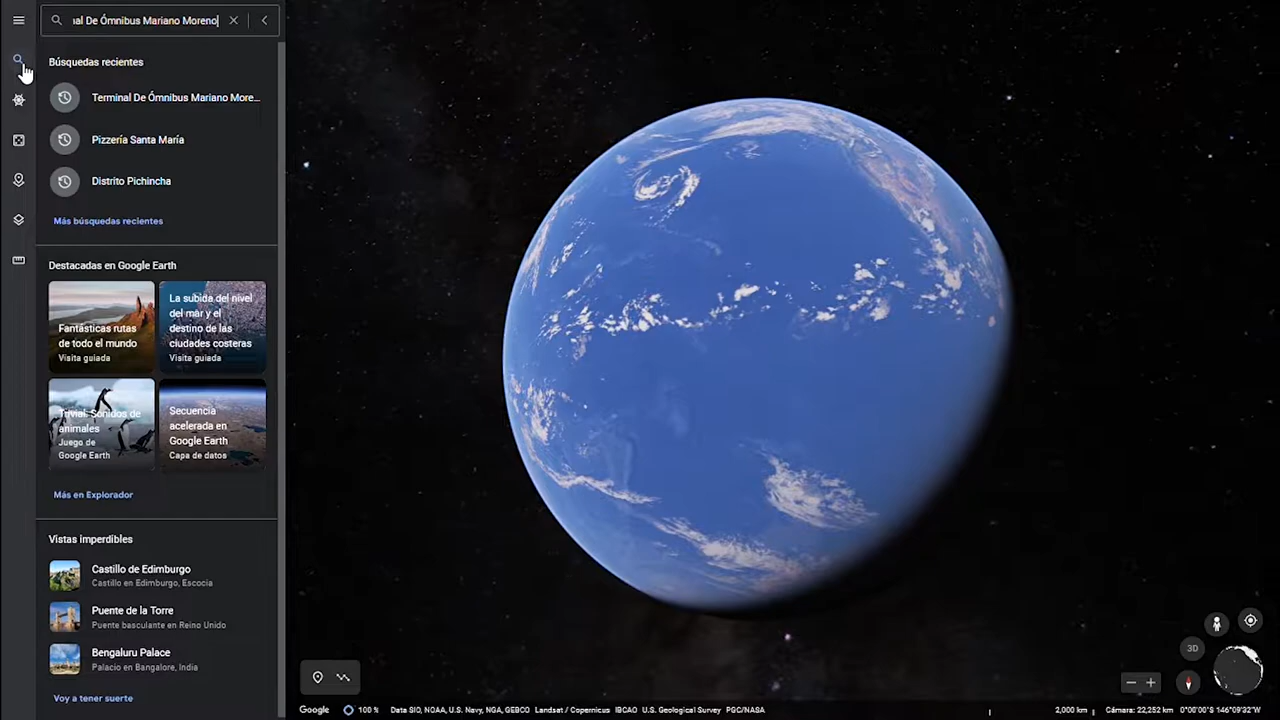 ıal De Ómnibus Mariano Moreno
Búsquedas recientes
Terminal De Ómnibus Mariano More...
Pizzería Santa María
Distrito Pichincha
Más búsquedas recientes
Destacadas en Google Earth
Fantásticas rutas
de todo el mundo
Visita guiada
La subida del nivel
del mar y el
destino de las
ciudades costeras
Visita guiada
Trivial: Sonidos de
animales
Juego de
Google Earth
Secuencia
acelerada en
Google Earth
Capa de datos
Más en Explorador
Vistas imperdibles
Castillo de Edimburgo
Castillo en Edimburgo, Escocia
Puente de la Torre
Puente basculante en Reino Unido
Bengaluru Palace
Palacio en Bangalore, India
Voy a tener suerte
3D
Google 100 % Data SIO, NOAA, U.S. Navy, NGA, GEBCO Landsat / Copernicus IBCAO U.S. Geological Survey PGC/NASA 2,000 km Cámara: 22,252 km 0°00'00"S 146°09'32"W